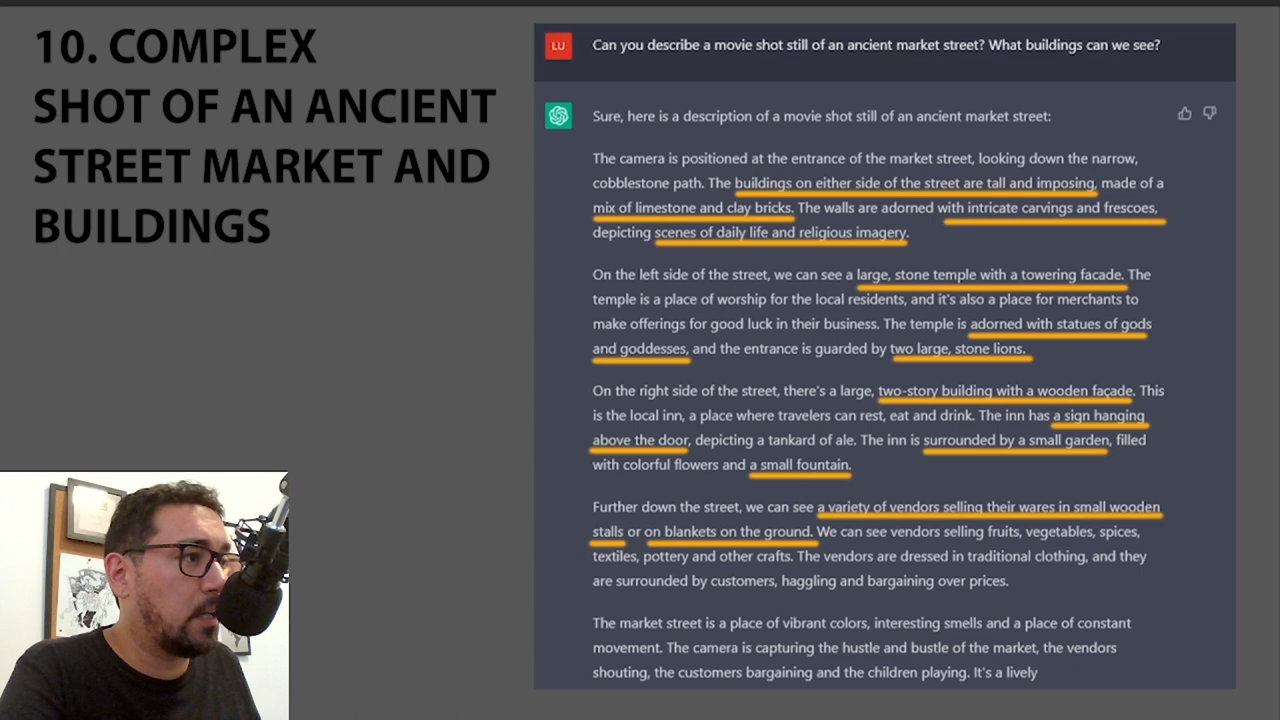 10. COMPLEX
SHOT OF AN ANCIENT
STREET MARKET AND
BUILDINGS
LU
Can you describe a movie shot still of an ancient market street? What buildings can we see?
Sure, here is a description of a movie shot still of an ancient market street:
The camera is positioned at the entrance of the market street, looking down the narrow,
cobblestone path. The buildings on either side of the street are tall and imposing, made of a
mix of limestone and clay bricks. The walls are adorned with intricate carvings and frescoes,
depicting scenes of daily life and religious imagery.
On the left side of the street, we can see a large, stone temple with a towering facade. The
temple is a place of worship for the local residents, and it's also a place for merchants to
make offerings for good luck in their business. The temple is adorned with statues of gods
and goddesses, and the entrance is guarded by two large, stone lions.
On the right side of the street, there's a large, two-story building with a wooden façade. This
is the local inn, a place where travelers can rest, eat and drink. The inn has a sign hanging
above the door, depicting a tankard of ale. The inn is surrounded by a small garden, filled
with colorful flowers and a small fountain.
Further down the street, we can see a variety of vendors selling their wares in small wooden
stalls or on blankets on the ground. We can see vendors selling fruits, vegetables, spices,
textiles, pottery and other crafts. The vendors are dressed in traditional clothing, and they
are surrounded by customers, haggling and bargaining over prices.
The market street is a place of vibrant colors, interesting smells and a place of constant
movement. The camera is capturing the hustle and bustle of the market, the vendors
shouting, the customers bargaining and the children playing. It's a lively